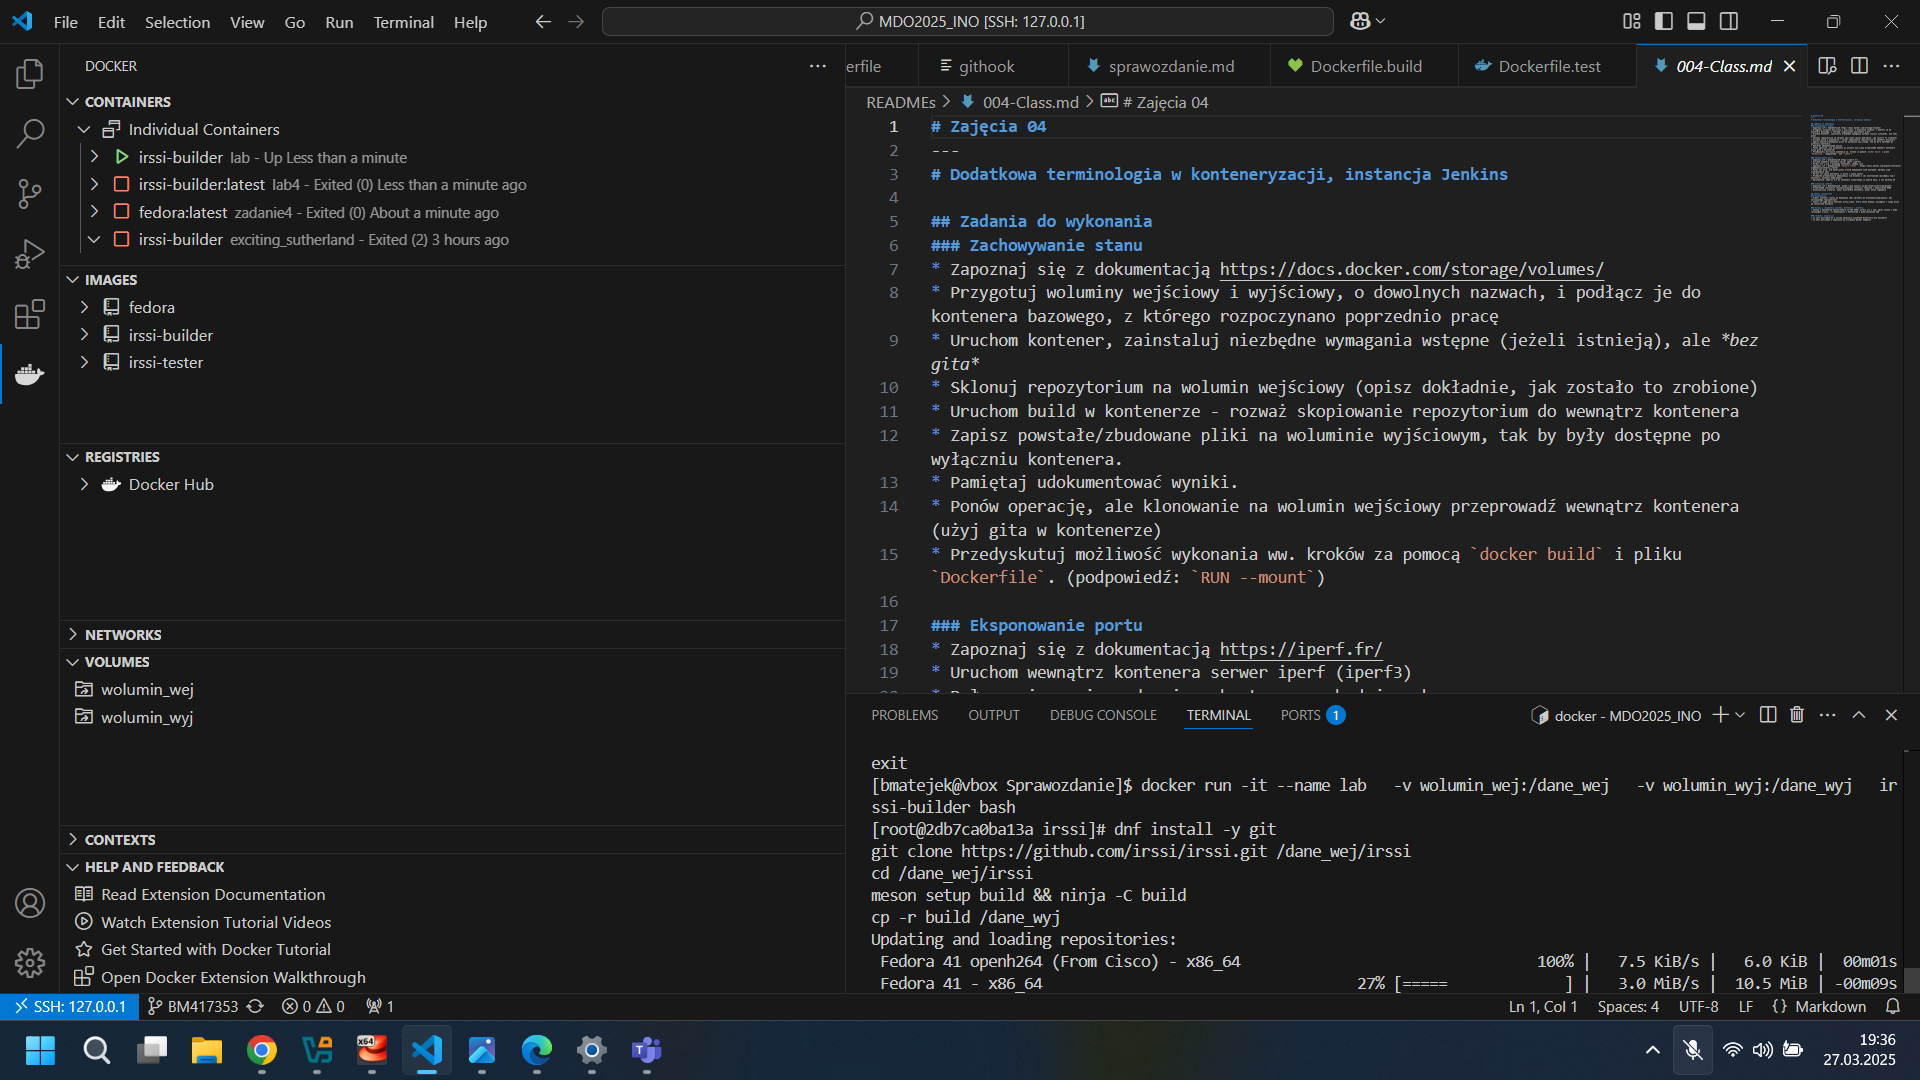 File Edit Selection View Go Run Terminal Help
MDO2025_INO [SSH: 127.0.0.1]
DOCKER
CONTAINERS
Individual Containers
irssi-builder lab - Up Less than a minute
irssi-builder:latest lab4 - Exited (0) Less than a minute ago
fedora:latest zadanie4 - Exited (0) About a minute ago
irssi-builder exciting_sutherland - Exited (2) 3 hours ago
IMAGES
fedora
irssi-builder
irssi-tester
REGISTRIES
Docker Hub
NETWORKS
VOLUMES
wolumin_wej
wolumin_wyj
CONTEXTS
HELP AND FEEDBACK
Read Extension Documentation
Watch Extension Tutorial Videos
Get Started with Docker Tutorial
Open Docker Extension Walkthrough
erfile githook sprawozdanie.md Dockerfile.build Dockerfile.test 004-Class.md
READMEs > 004-Class.md > # Zajęcia 04
1 # Zajęcia 04
2 ---
3 # Dodatkowa terminologia w konteneryzacji, instancja Jenkins
4
5 ## Zadania do wykonania
6 ### Zachowywanie stanu
7 * Zapoznaj się z dokumentacją https://docs.docker.com/storage/volumes/
8 * Przygotuj woluminy wejściowy i wyjściowy, o dowolnych nazwach, i podłącz je do
kontenera bazowego, z którego rozpoczynano poprzednio pracę
9 * Uruchom kontener, zainstaluj niezbędne wymagania wstępne (jeżeli istnieją), ale *bez
gita*
10 * Sklonuj repozytorium na wolumin wejściowy (opisz dokładnie, jak zostało to zrobione)
11 * Uruchom build w kontenerze - rozważ skopiowanie repozytorium do wewnątrz kontenera
12 * Zapisz powstałe/zbudowane pliki na woluminie wyjściowym, tak by były dostępne po
wyłączniu kontenera.
13 * Pamiętaj udokumentować wyniki.
14 * Ponów operację, ale klonowanie na wolumin wejściowy przeprowadź wewnątrz kontenera
(użyj gita w kontenerze)
15 * Przedyskutuj możliwość wykonania ww. kroków za pomocą `docker build` i pliku
`Dockerfile`. (podpowiedź: `RUN --mount`)
16
17 ### Eksponowanie portu
18 * Zapoznaj się z dokumentacją https://iperf.fr/
19 * Uruchom wewnątrz kontenera serwer iperf (iperf3)
PROBLEMS OUTPUT DEBUG CONSOLE TERMINAL PORTS 1
docker - MDO2025_INO
exit
[bmatejek@vbox Sprawozdanie]$ docker run -it --name lab -v wolumin_wej:/dane_wej -v wolumin_wyj:/dane_wyj ir
ssi-builder bash
[root@2db7ca0ba13a irssi]# dnf install -y git
git clone https://github.com/irssi/irssi.git /dane_wej/irssi
cd /dane_wej/irssi
meson setup build && ninja -C build
cp -r build /dane_wyj
Updating and loading repositories:
Fedora 41 openh264 (From Cisco) - x86_64 100% | 7.5 KiB/s | 6.0 KiB | 00m01s
Fedora 41 - x86_64 27% [===== ] | 3.0 MiB/s | 10.5 MiB | -00m09s
SSH: 127.0.0.1 BM417353 0 0 1 Ln 1, Col 1 Spaces: 4 UTF-8 LF {} Markdown
19:36
27.03.2025